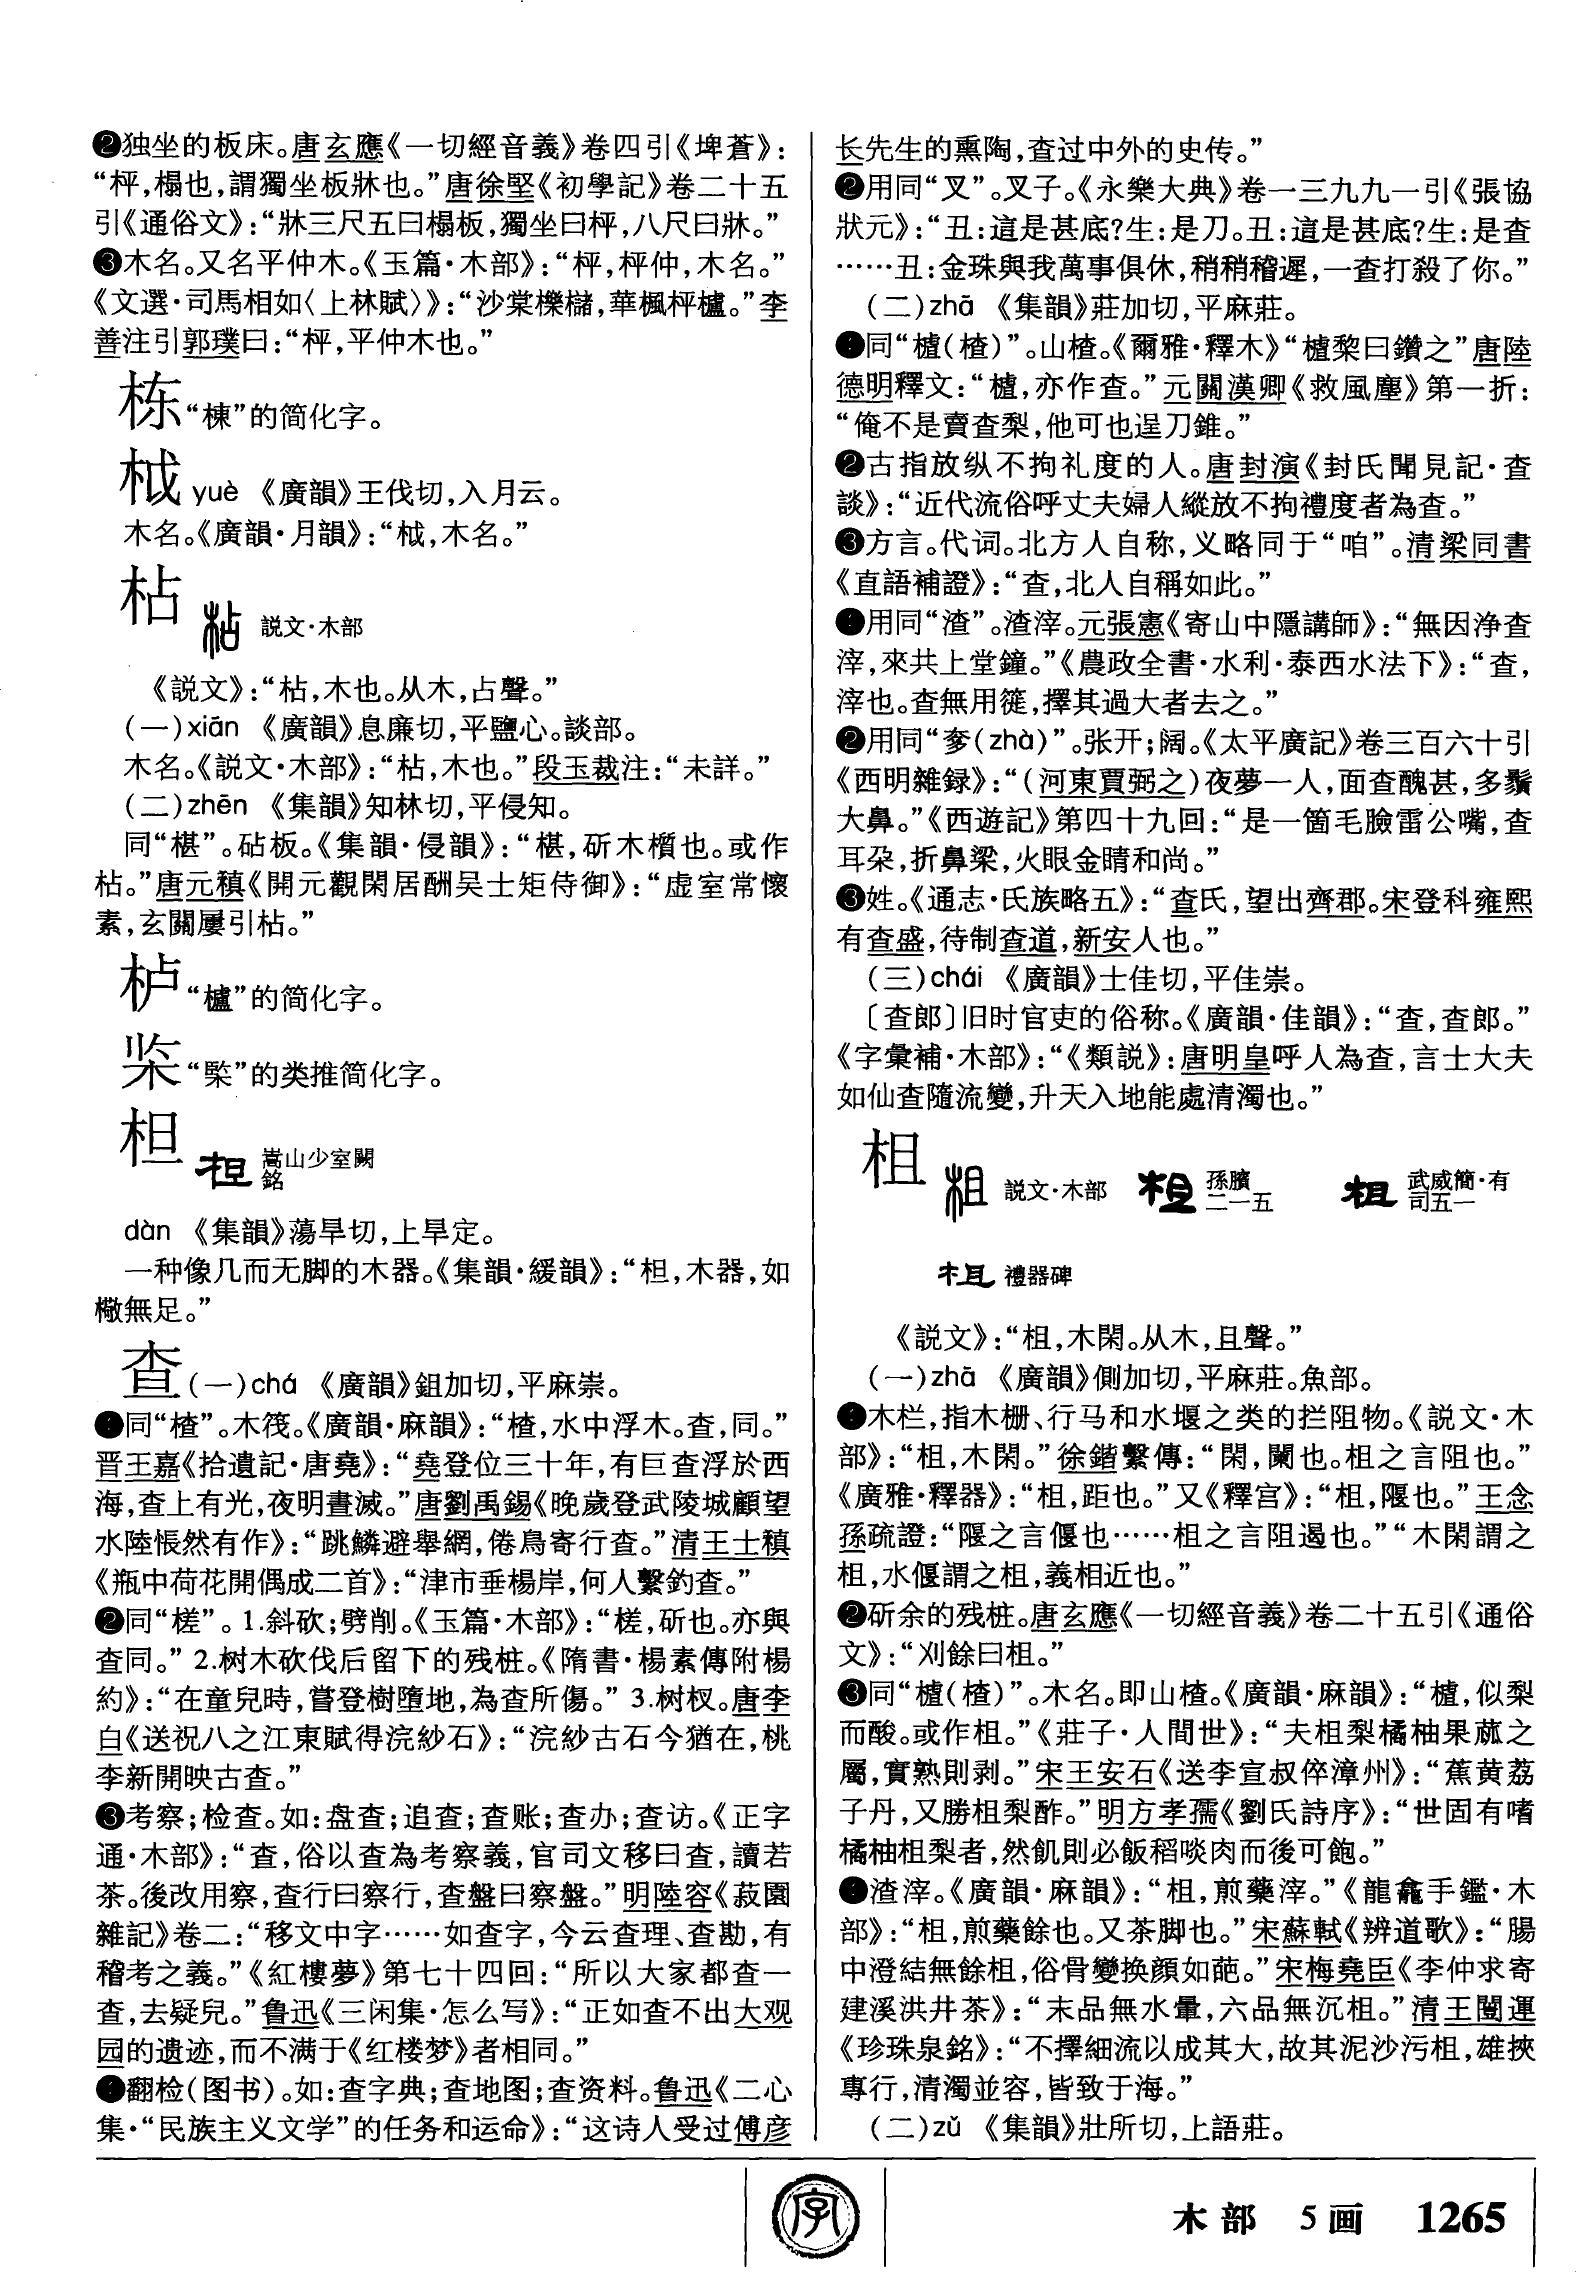 ❷独坐的板床。唐玄應《一切經音義》卷四引《埤蒼》：
“枰，榻也，謂獨坐板牀也。”唐徐堅《初學記》卷二十五
引《通俗文》：“牀三尺五曰榻板，獨坐曰枰，八尺曰牀。”
❸木名。又名平仲木。《玉篇·木部》：“枰，枰仲，木名。”
《文選·司馬相如〈上林賦〉》：“沙棠櫟櫧，華楓枰櫨。”李
善注引郭璞曰：“枰，平仲木也。”
栋“棟”的简化字。
𣏌 yuè 《廣韻》王伐切，入月云。
木名。《廣韻·月韻》：“，木名。”
枮 説文·木部
《説文》：“枮，木也。从木，占聲。”
(一)xiān 《廣韻》息廉切，平鹽心。談部。
木名。《説文·木部》：“枮，木也。”段玉裁注：“未詳。”
(二)zhēn 《集韻》知林切，平侵知。
同“椹”。砧板。《集韻·侵韻》：“椹，斫木櫍也。或作
枮。”唐元稹《開元觀閑居酬吴士矩侍御》：“虚室常懷
素，玄關屢引枮。”
栌“櫨”的简化字。
“”的类推简化字。
柦 嵩山少室闕
銘
dàn 《集韻》蕩旱切，上旱定。
一种像几而无脚的木器。《集韻·緩韻》：“柦，木器，如
橔無足。”
查(一)chá 《廣韻》鉏加切，平麻崇。
❶同“楂”。木筏。《廣韻·麻韻》：“楂，水中浮木。查，同。”
晋王嘉《拾遺記·唐堯》：“堯登位三十年，有巨查浮於西
海，查上有光，夜明晝滅。”唐劉禹錫《晚歲登武陵城顧望
水陸悵然有作》：“跳鱗避舉網，倦鳥寄行查。”清王士稹
《瓶中荷花開偶成二首》：“津市垂楊岸，何人繫釣查。”
❷同“槎”。1.斜砍；劈削。《玉篇·木部》：“槎，斫也。亦與
查同。”2.树木砍伐后留下的残桩。《隋書·楊素傳附楊
約》：“在童兒時，嘗登樹墮地，為查所傷。”3.树杈。唐李
白《送祝八之江東賦得浣紗石》：“浣紗古石今猶在，桃
李新開映古查。”
❸考察；检查。如：盘查；追查；查账；查办；查访。《正字
通·木部》：“查，俗以查為考察義，官司文移曰查，讀若
茶。後改用察，查行曰察行，查盤曰察盤。”明陸容《菽園
雜記》卷二：“移文中字……如查字，今云查理、查勘，有
稽考之義。”《紅樓夢》第七十四回：“所以大家都查一
查，去疑兒。”鲁迅《三闲集·怎么写》：“正如查不出大观
园的遗迹，而不满于《红楼梦》者相同。”
❹翻检(图书)。如：查字典；查地图；查资料。鲁迅《二心
集·“民族主义文学”的任务和运命》：“这诗人受过傅彦
长先生的熏陶，查过中外的史传。”
❷用同“叉”。叉子。《永樂大典》卷一三九九一引《張協
狀元》：“丑：這是甚底？生：是刀。丑：這是甚底？生：是查
……丑：金珠與我萬事俱休，稍稍稽遲，一查打殺了你。”
(二)zhā 《集韻》莊加切，平麻莊。
❶同“樝(楂)”。山楂。《爾雅·釋木》“樝棃曰鑽之”唐陸
德明釋文：“樝，亦作查。”元關漢卿《救風塵》第一折：
“俺不是賣查梨，他可也逞刀錐。”
❷古指放纵不拘礼度的人。唐封演《封氏聞見記·查
談》：“近代流俗呼丈夫婦人縱放不拘禮度者為查。”
❸方言。代词。北方人自称，义略同于“咱”。清梁同書
《直語補證》：“查，北人自稱如此。”
❶用同“渣”。渣滓。元張憲《寄山中隱講師》：“無因浄查
滓，來共上堂鐘。”《農政全書·水利·泰西水法下》：“查，
滓也。查無用篵，擇其過大者去之。”
❷用同“奓(zhà)”。张开；阔。《太平廣記》卷三百六十引
《西明雜録》：“(河東賈弼之)夜夢一人，面查醜甚，多鬚
大鼻。”《西遊記》第四十九回：“是一箇毛臉雷公嘴，查
耳朵，折鼻梁，火眼金睛和尚。”
❸姓。《通志·氏族略五》：“查氏，望出齊郡。宋登科雍熙
有查盛，待制查道，新安人也。”
(三)chái 《廣韻》士佳切，平佳崇。
〔查郎〕旧时官吏的俗称。《廣韻·佳韻》：“查，查郎。”
《字彙補·木部》：“《類説》：唐明皇呼人為查，言士大夫
如仙查隨流變，升天入地能處清濁也。”
柤 説文·木部 孫臏
二一五 武威簡·有
司五一
禮器碑
《説文》：“柤，木閑。从木，且聲。”
(一)zhā 《廣韻》側加切，平麻莊。魚部。
❶木栏，指木栅、行马和水堰之类的拦阻物。《説文·木
部》：“柤，木閑。”徐鍇繫傳：“閑，闌也。柤之言阻也。”
《廣雅·釋器》：“柤，距也。”又《釋宫》：“柤，隁也。”王念
孫疏證：“隁之言偃也……柤之言阻遏也。”“木閑謂之
柤，水偃謂之柤，義相近也。”
❷斫余的残桩。唐玄應《一切經音義》卷二十五引《通俗
文》：“刈餘曰柤。”
❸同“樝(楂)”。木名。即山楂。《廣韻·麻韻》：“樝，似梨
而酸。或作柤。”《莊子·人間世》：“夫柤梨橘柚果蓏之
屬，實熟則剥。”宋王安石《送李宣叔倅漳州》：“蕉黄荔
子丹，又勝柤梨酢。”明方孝孺《劉氏詩序》：“世固有嗜
橘柚柤梨者，然飢則必飯稻啖肉而後可飽。”
❹渣滓。《廣韻·麻韻》：“柤，煎藥滓。”《龍龕手鑑·木
部》：“柤，煎藥餘也。又茶脚也。”宋蘇軾《辨道歌》：“腸
中澄結無餘柤，俗骨變换顔如葩。”宋梅堯臣《李仲求寄
建溪洪井茶》：“末品無水暈，六品無沉柤。”清王闓運
《珍珠泉銘》：“不擇細流以成其大，故其泥沙污柤，雄挾
專行，清濁並容，皆致于海。”
(二)zǔ 《集韻》壯所切，上語莊。
字
木部 5画 1265